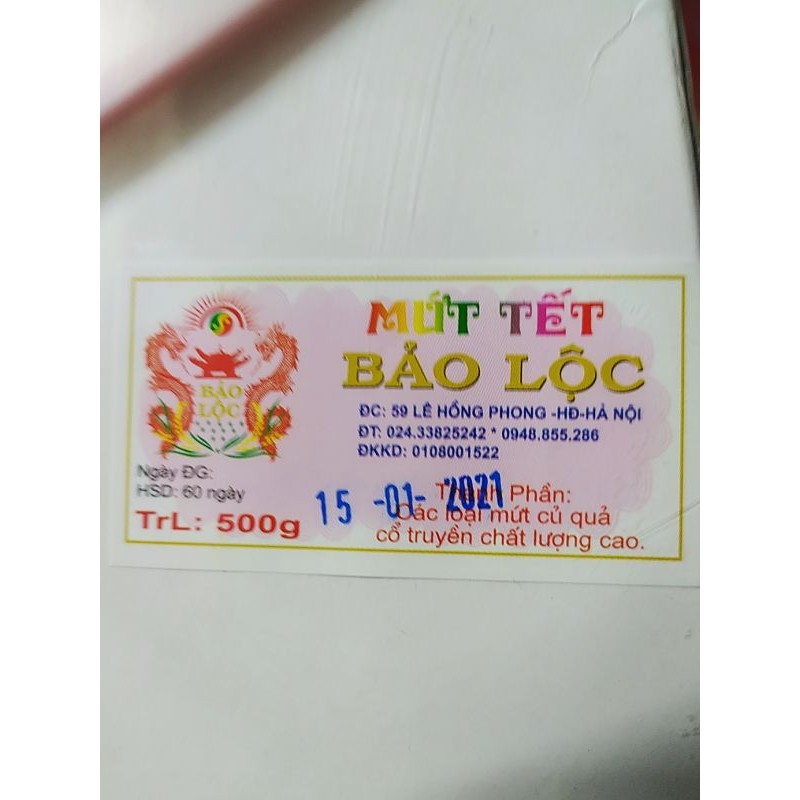 MỨT TẾT
BẢO LỘC
BẢO
LỘC
ĐC: 59 LÊ HỒNG PHONG -HĐ-HÀ NỘI
ĐT: 024.33825242 * 0948.855.286
ĐKKD: 0108001522
Ngày ĐG:
HSD: 60 ngày
TrL: 500g
15 -01- 2021
Thành Phần:
Các loại mứt củ quả
cổ truyền chất lượng cao.